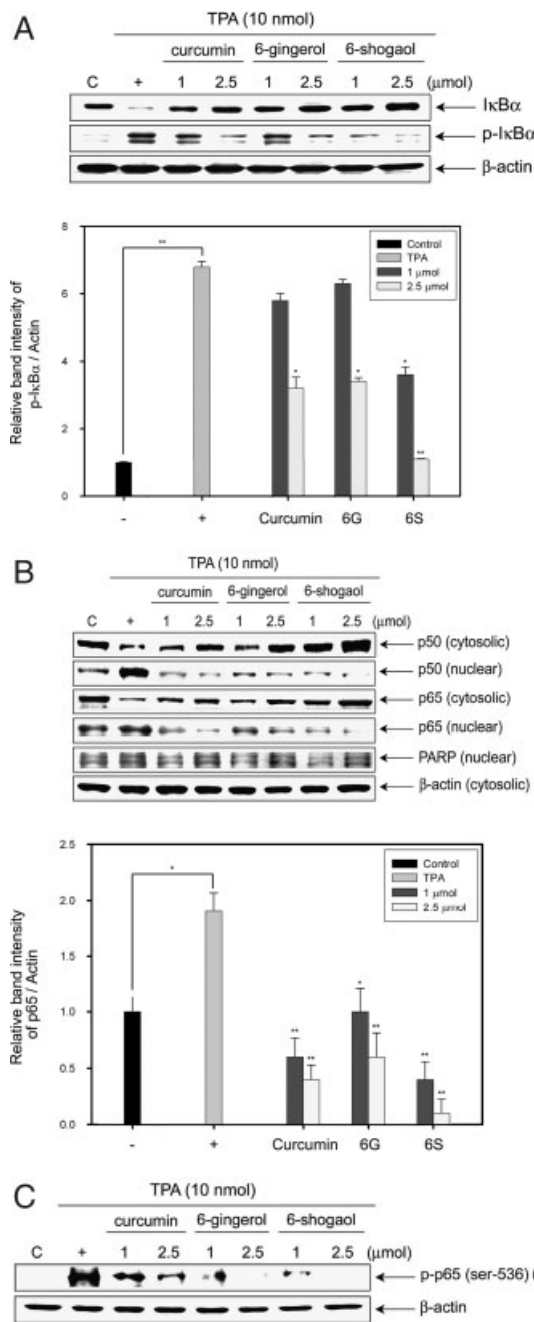 A
TPA (10 nmol)
curcumin 6-gingerol 6-shogaol
C + 1 2.5 1 2.5 1 2.5 (μmol)
IκBα
p-IκBα
β-actin
Relative band intensity of
p-IκBα / Actin
8
6
4
2
0
**
* * * **
Control
TPA
1 μmol
2.5 μmol
- + Curcumin 6G 6S
B
TPA (10 nmol)
curcumin 6-gingerol 6-shogaol
C + 1 2.5 1 2.5 1 2.5 (μmol)
p50 (cytosolic)
p50 (nuclear)
p65 (cytosolic)
p65 (nuclear)
PARP (nuclear)
β-actin (cytosolic)
Relative band intensity
of p65 / Actin
2.5
2.0
1.5
1.0
0.5
0.0
*
** ** * ** ** **
Control
TPA
1 μmol
2.5 μmol
- + Curcumin 6G 6S
C
TPA (10 nmol)
curcumin 6-gingerol 6-shogaol
C + 1 2.5 1 2.5 1 2.5 (μmol)
p-p65 (ser-536) (
β-actin